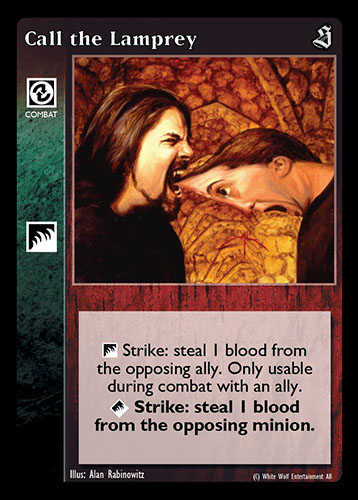 Call the Lamprey
COMBAT
Strike: steal 1 blood from
the opposing ally. Only usable
during combat with an ally.
Strike: steal 1 blood
from the opposing minion.
Illus: Alan Rabinowitz
(C) White Wolf Entertainment AB